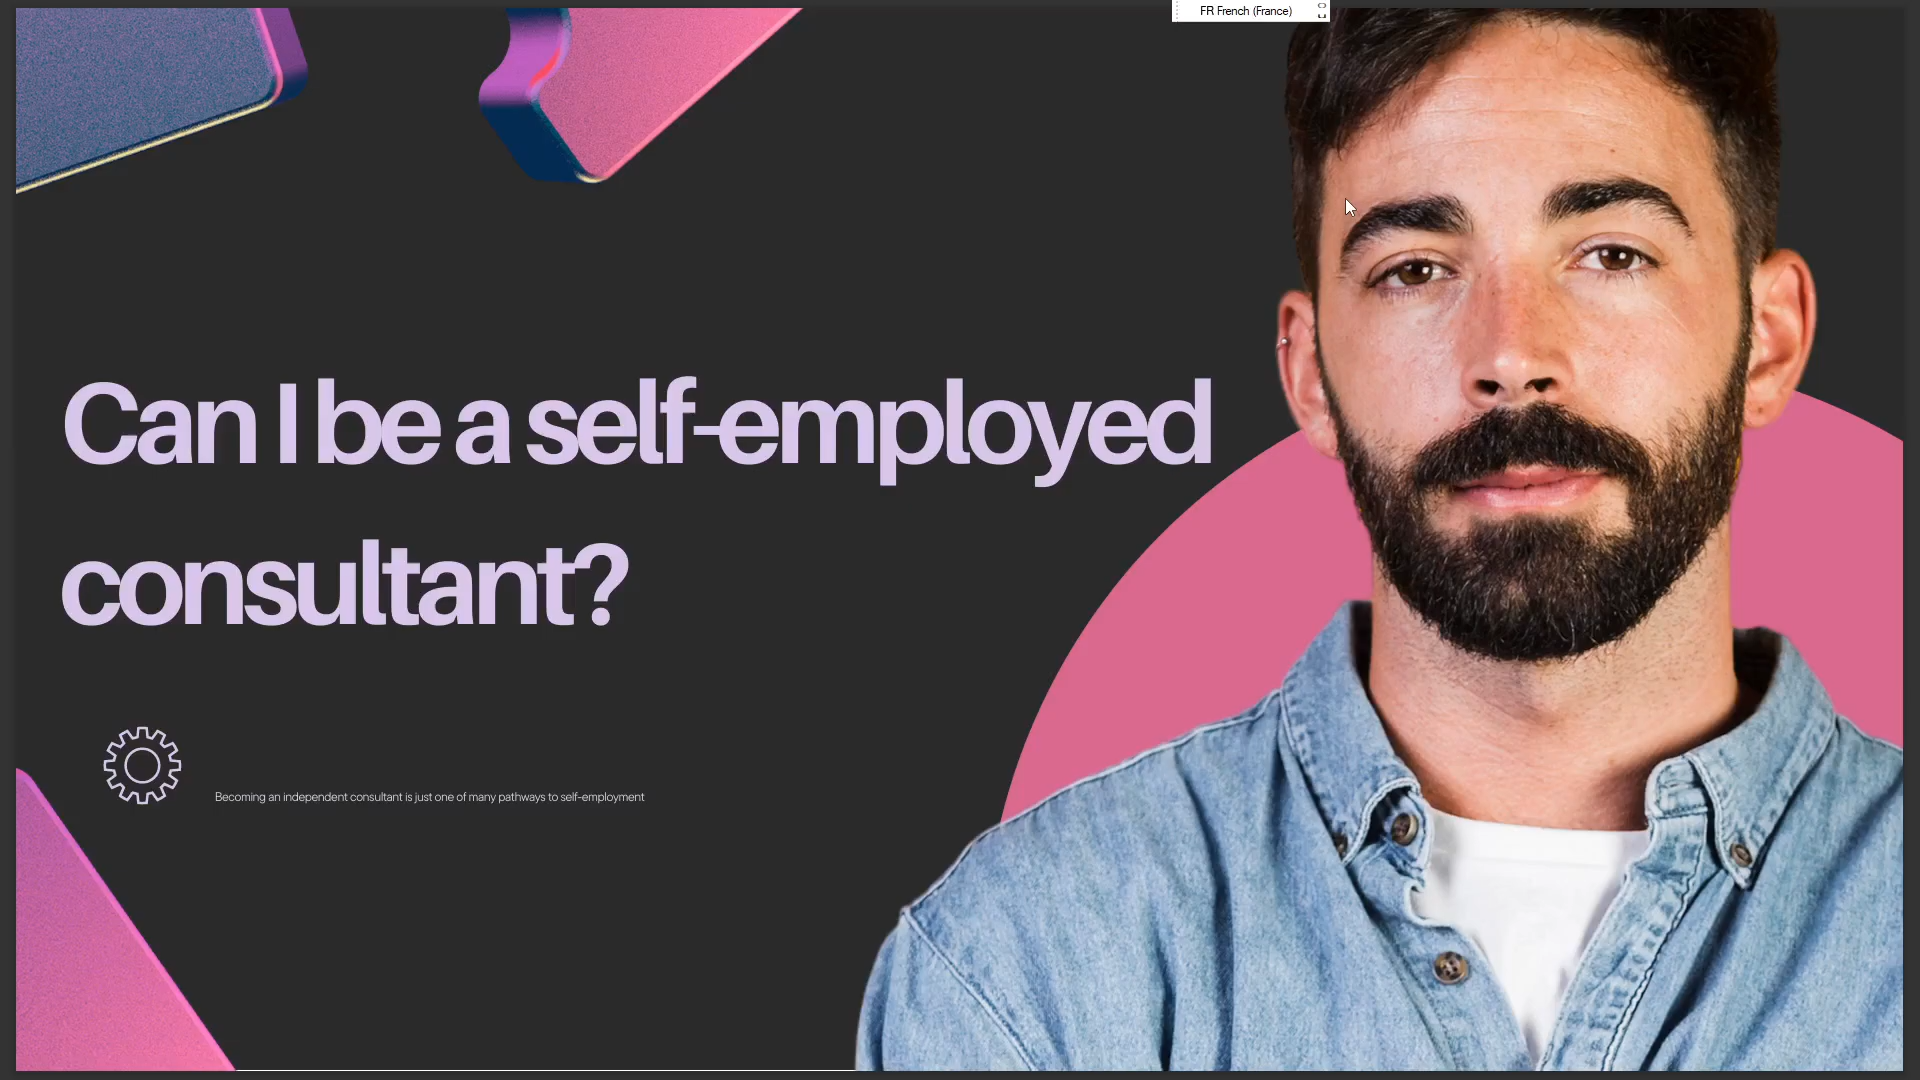 FR French (France)
Can I be a self-employed
consultant?
Becoming an independent consultant is just one of many pathways to self-employment